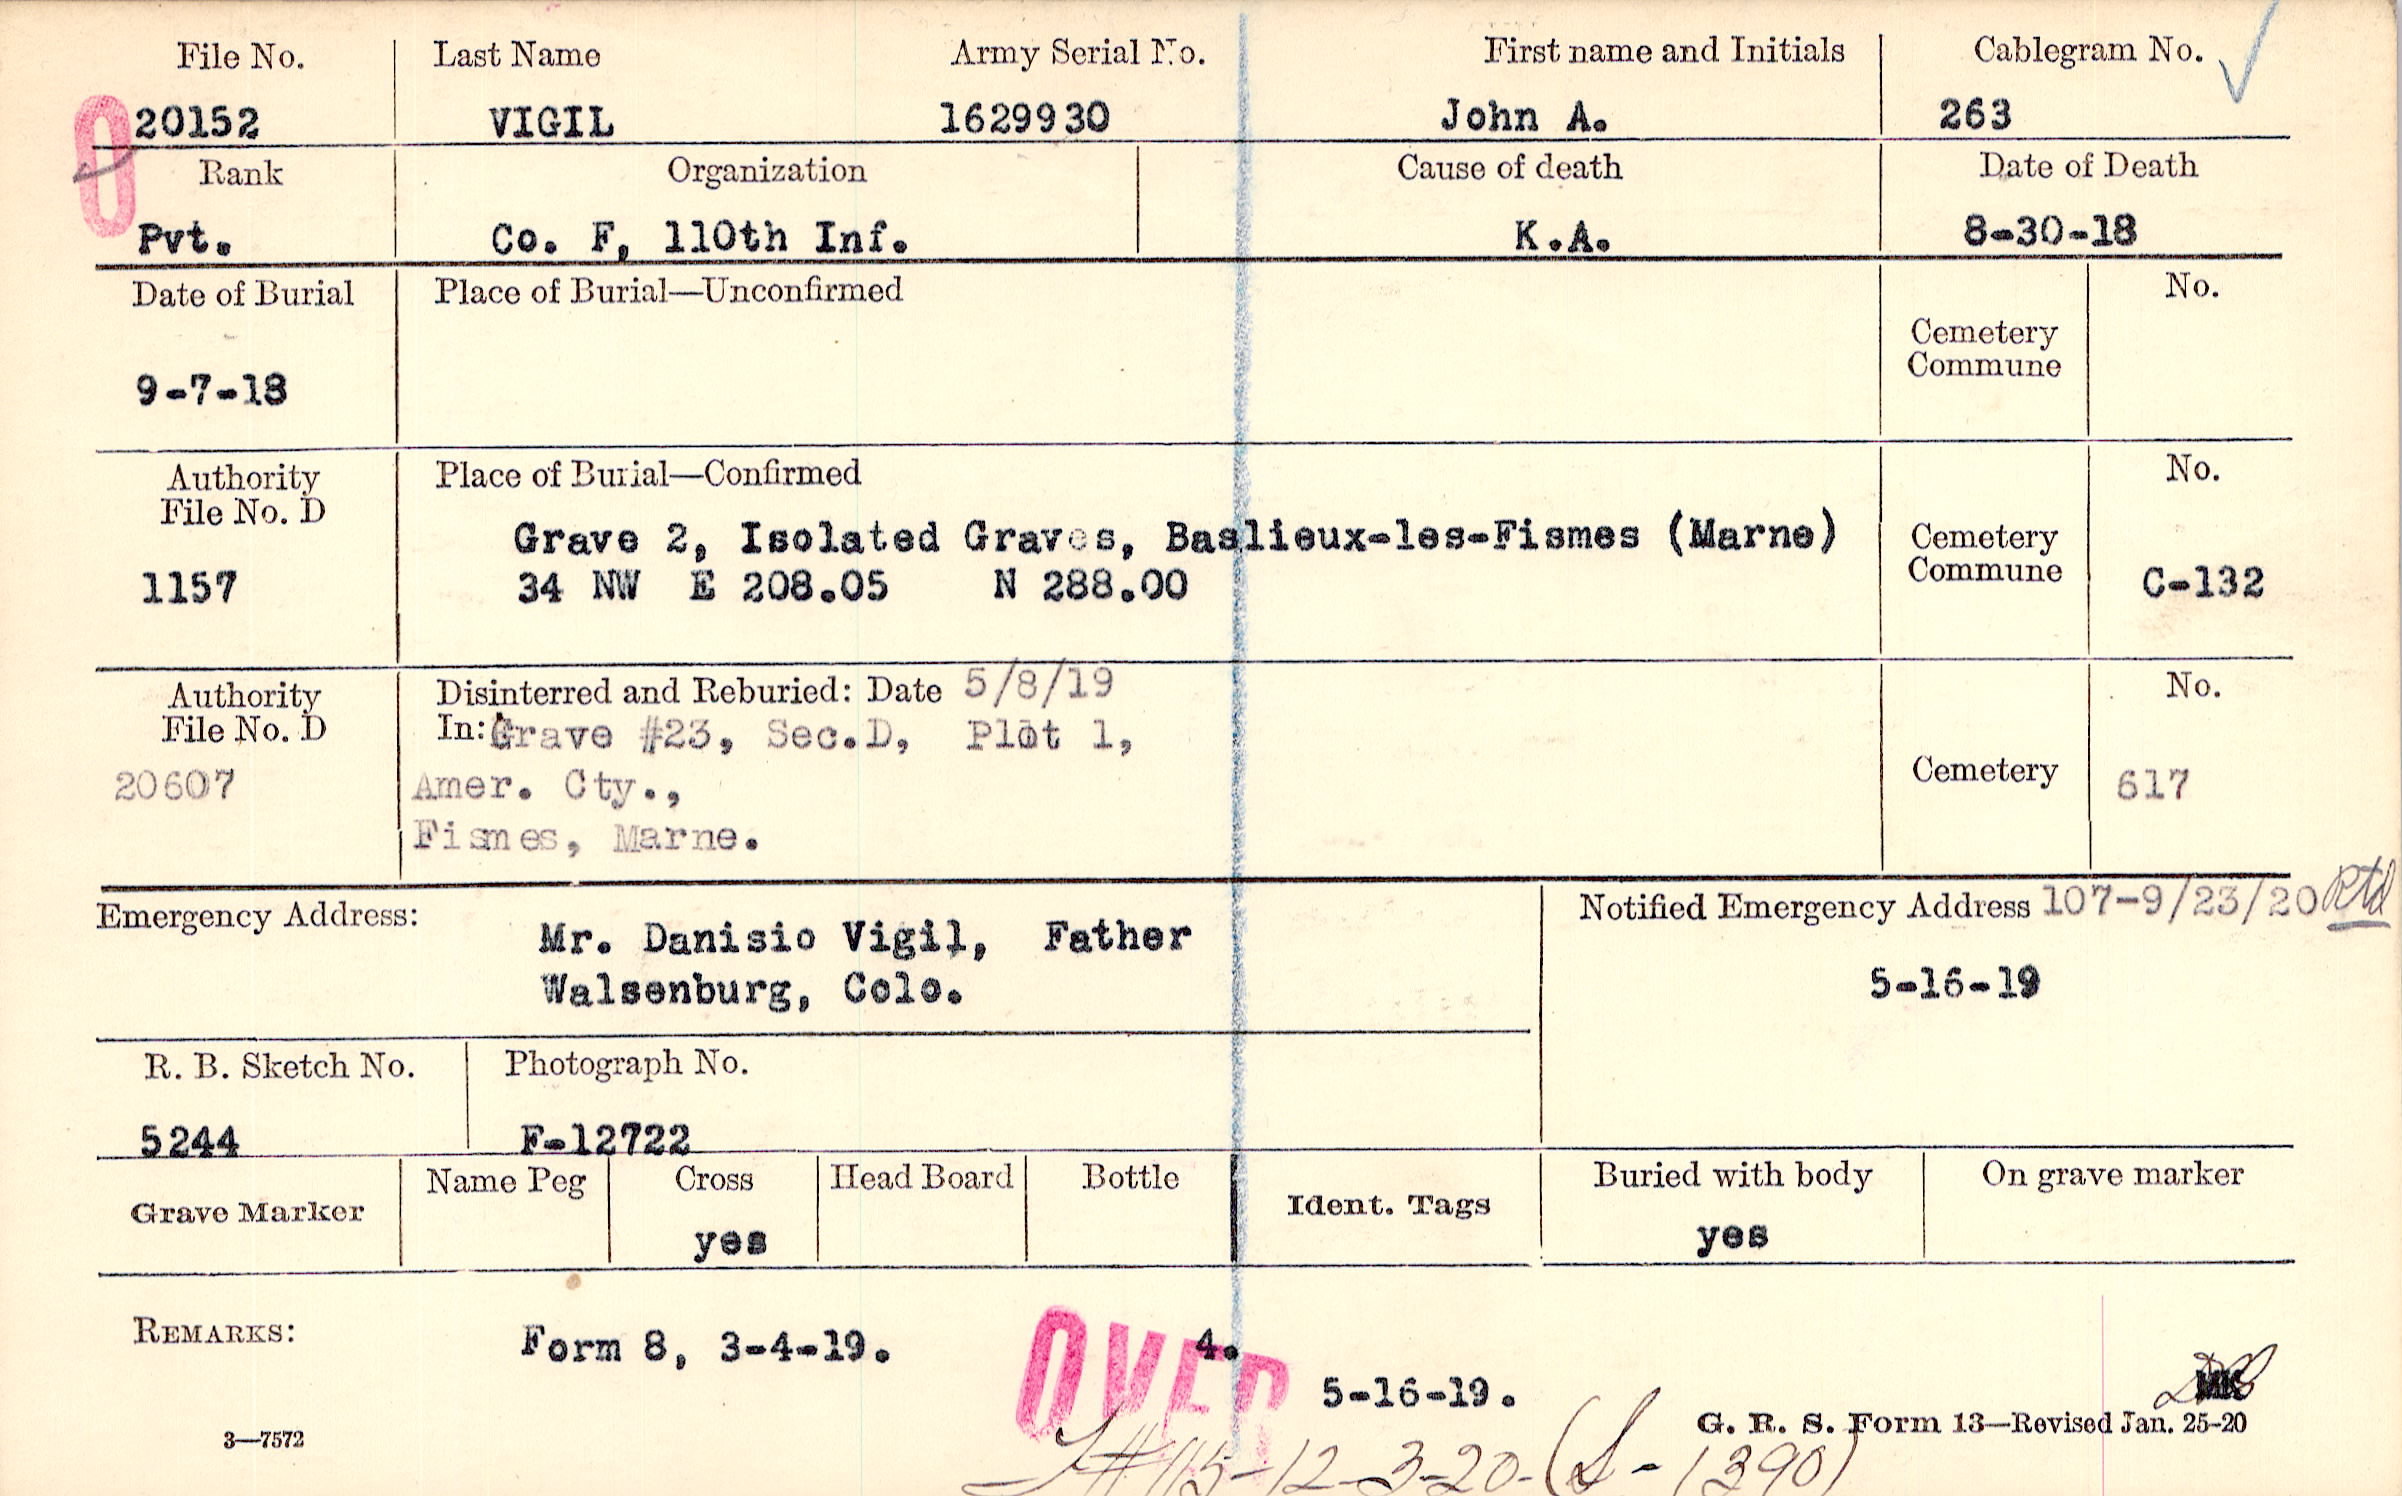 File No. Last Name Army Serial No. First name and Initials Cablegram No.
O 20152 VIGIL 1629930 John A. 263
Rank Organization Cause of death Date of Death
Pvt. Co. F, 110th Inf. K.A. 8-30-18
Date of Burial Place of Burial—Unconfirmed No.
Cemetery
Commune
9-7-18
Authority Place of Burial—Confirmed No.
File No. D
Grave 2, Isolated Graves, Baslieux-les-Fismes (Marne) Cemetery
1157 34 NW E 208.05 N 288.00 Commune C-132
Authority Disinterred and Reburied: Date 5/8/19 No.
File No. D In: Grave #23, Sec.D, Plot 1,
20607 Amer. Cty., Cemetery 617
Fismes, Marne.
Emergency Address: Notified Emergency Address 107-9/23/20 Rtd
Mr. Danisio Vigil, Father
Walsenburg, Colo. 5-16-19
R. B. Sketch No. Photograph No.
5244 F-12722
Grave Marker Name Peg Cross Head Board Bottle Ident. Tags Buried with body On grave marker
yes yes
REMARKS: Form 8, 3-4-19. 4.
OVER
5-16-19.
3—7572 G. R. S. Form 13—Revised Jan. 25-20
#115-12-3-20-(S-1390)